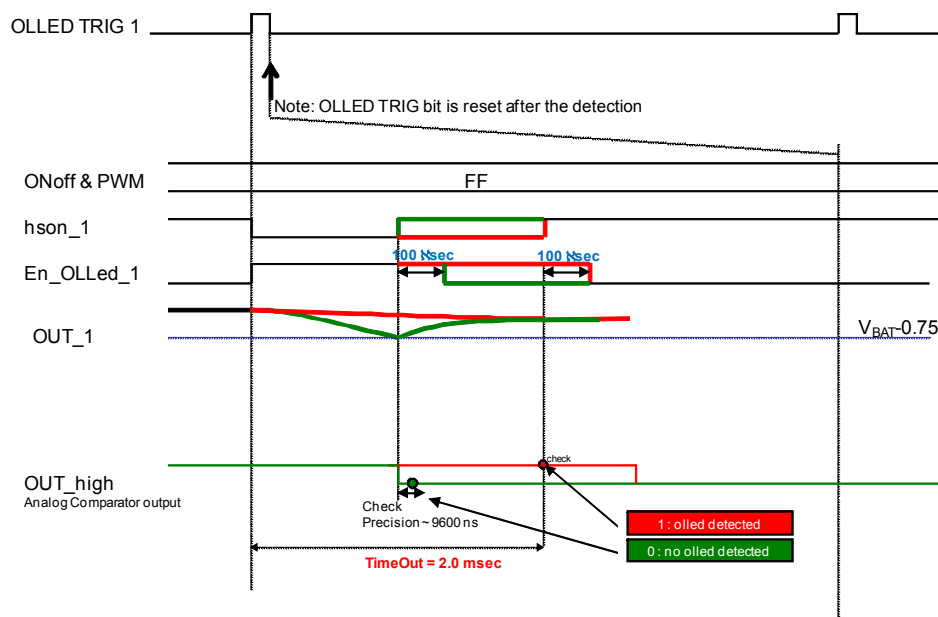 OLLED TRIG 1
Note: OLLED TRIG bit is reset after the detection
ONoff & PWM
FF
hson_1
100 sec
100 sec
En_OLLed_1
OUT_1
VBAT-0.75
check
OUT_high
Analog Comparator output
Check
Precision ~ 9600 ns
1 : olled detected
0 : no olled detected
TimeOut = 2.0 msec